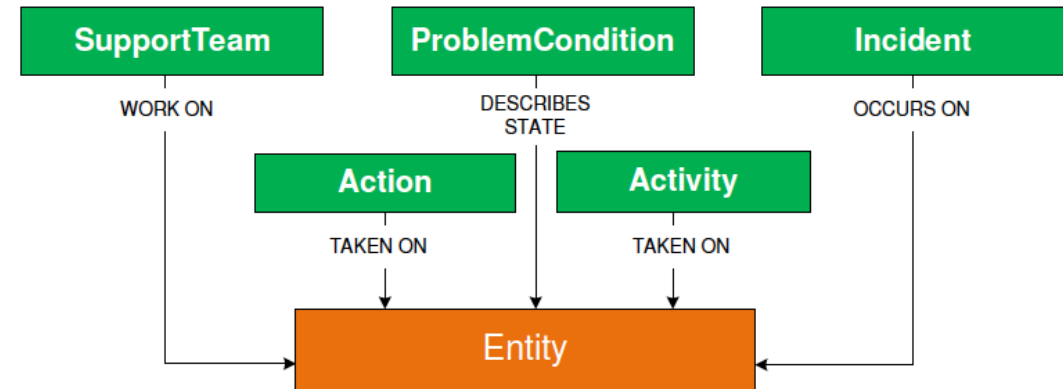 SupportTeam
ProblemCondition
Incident
WORK ON
DESCRIBES
STATE
OCCURS ON
Action
Activity
TAKEN ON
TAKEN ON
Entity